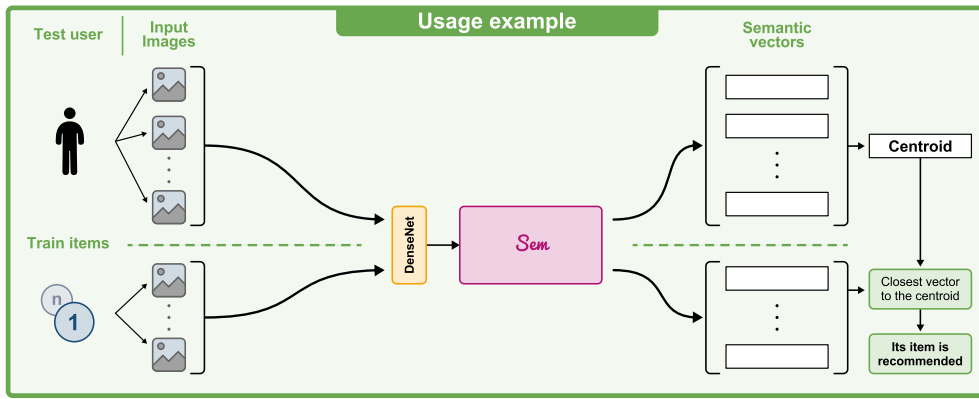 Usage example
Test user
Input
Images
Semantic
vectors
Centroid
DenseNet
Sem
Train items
n
1
Closest vector
to the centroid
Its item is
recommended